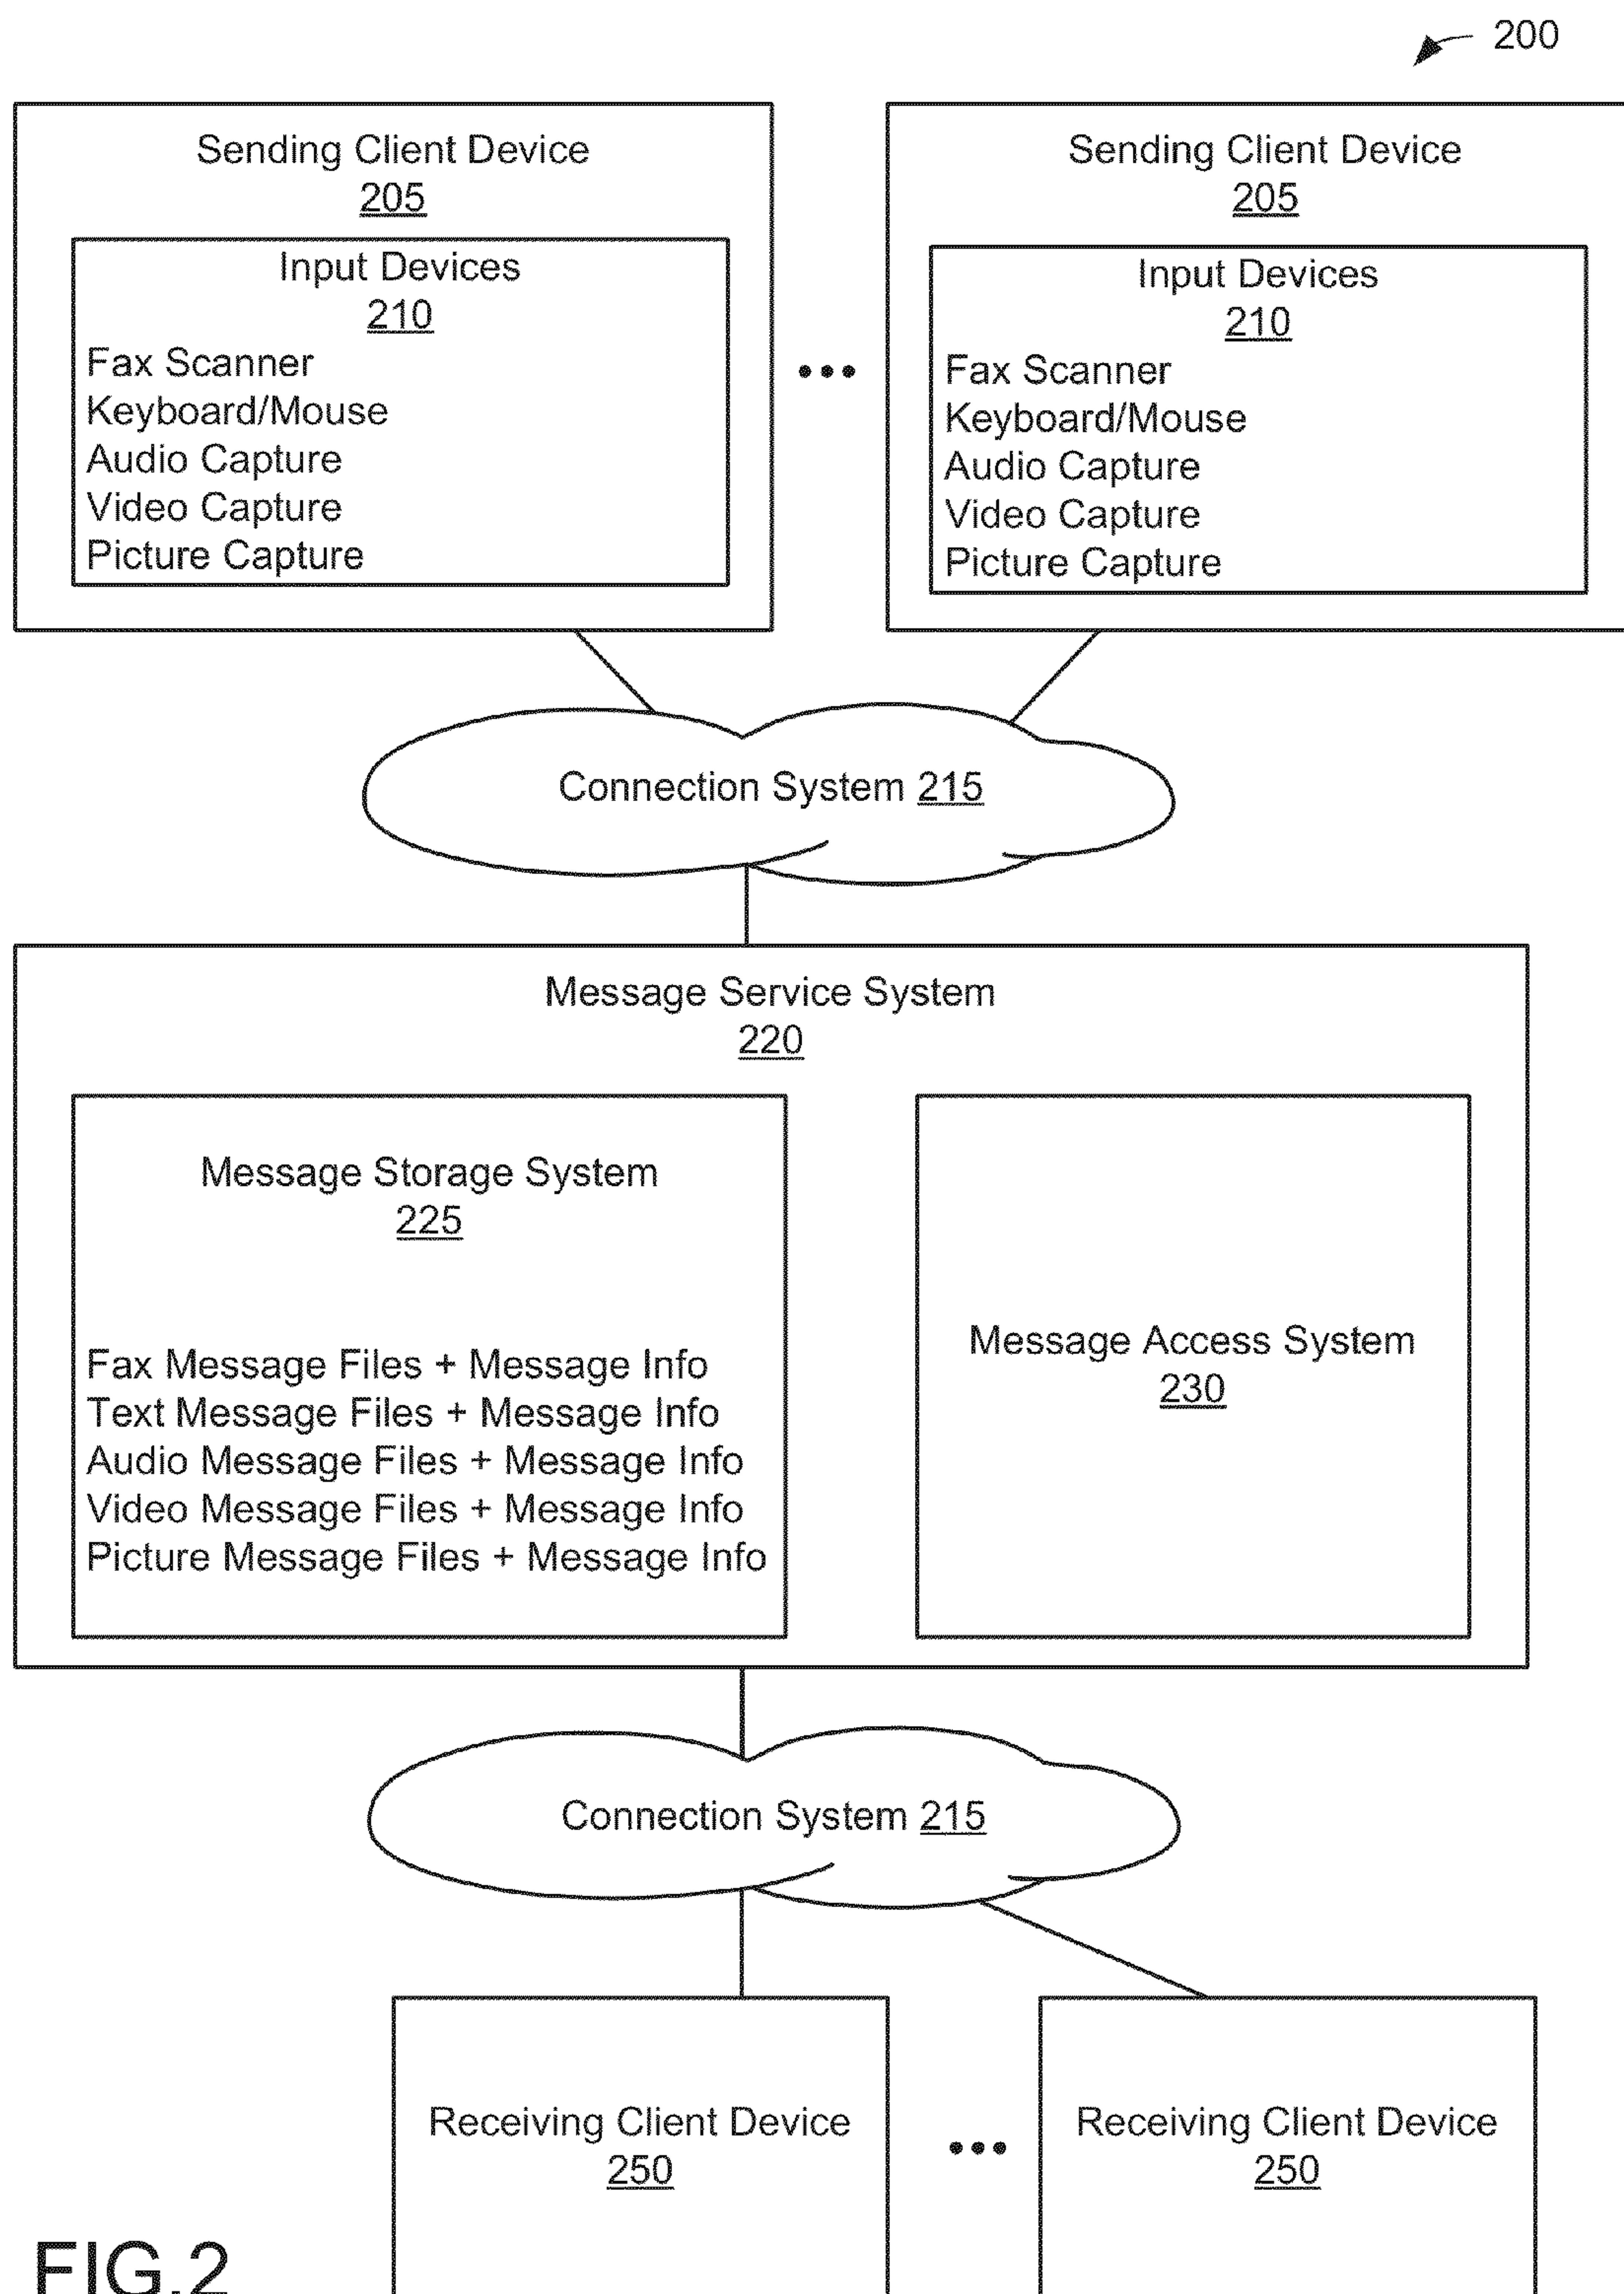 200
Sending Client Device
205
Input Devices
210
Fax Scanner
Keyboard/Mouse
Audio Capture
Video Capture
Picture Capture
Sending Client Device
205
Input Devices
210
Fax Scanner
Keyboard/Mouse
Audio Capture
Video Capture
Picture Capture
Connection System 215
Message Service System
220
Message Storage System
225
Fax Message Files + Message Info
Text Message Files + Message Info
Audio Message Files + Message Info
Video Message Files + Message Info
Picture Message Files + Message Info
Message Access System
230
Connection System 215
Receiving Client Device
250
Receiving Client Device
250
FIG.2